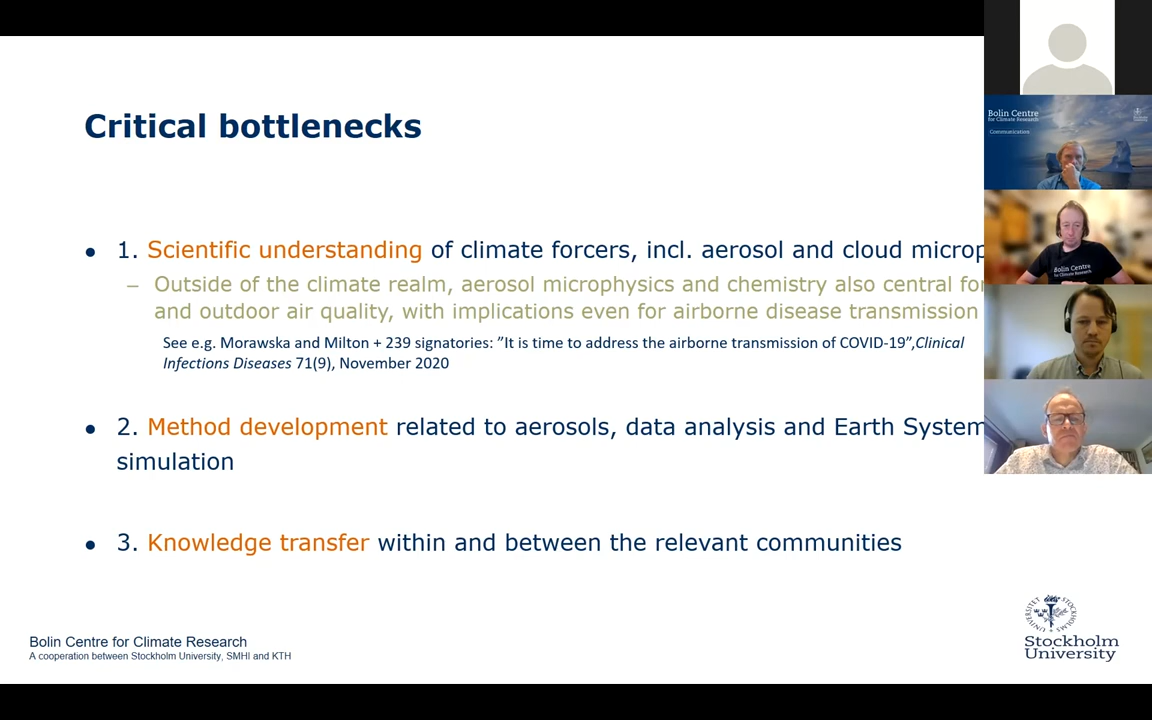 Critical bottlenecks
Bolin Centre
for Climate Research
Communication
• 1. Scientific understanding of climate forcers, incl. aerosol and cloud
– Outside of the climate realm, aerosol microphysics and chemistry also central for
and outdoor air quality, with implications even for airborne disease transmission
See e.g. Morawska and Milton + 239 signatories: ”It is time to address the airborne transmission of COVID-19”,Clinical
Infections Diseases 71(9), November 2020
Bolin Centre
for Climate Research
• 2. Method development related to aerosols, data analysis and Earth System
simulation
• 3. Knowledge transfer within and between the relevant communities
Bolin Centre for Climate Research
A cooperation between Stockholm University, SMHI and KTH
Stockholm
University